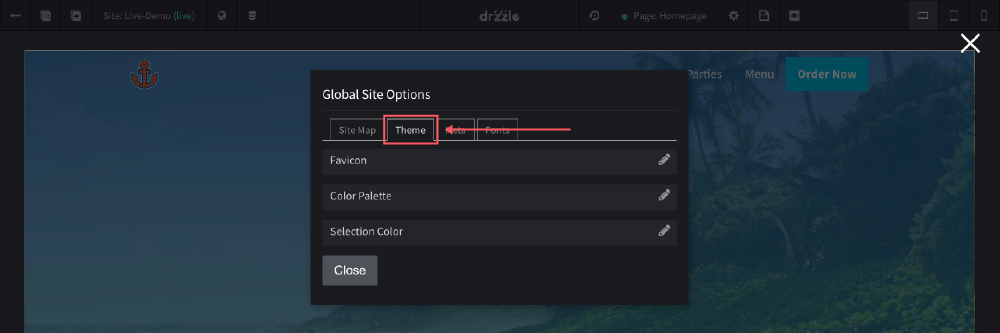 Site: Live-Demo (live)
drizzle
Page: Homepage
Parties
Menu
Order Now
Global Site Options
Site Map
Theme
Meta
Fonts
Favicon
Color Palette
Selection Color
Close